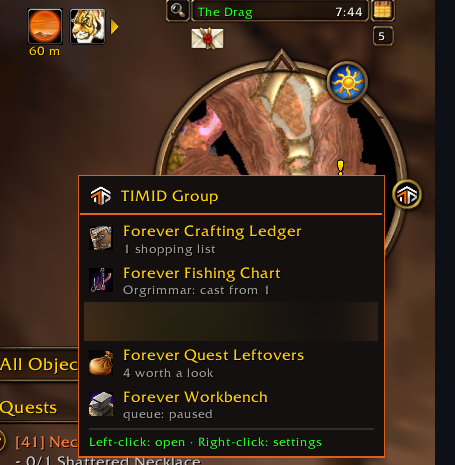 The Drag
7:44
60 m
5
TIMID Group
Forever Crafting Ledger
1 shopping list
Forever Fishing Chart
Orgrimmar: cast from 1
Forever Quest Leftovers
4 worth a look
Forever Workbench
queue: paused
Left-click: open · Right-click: settings
All Objec
Quests
[41] Nec
- 0/1 Shattered Necklace